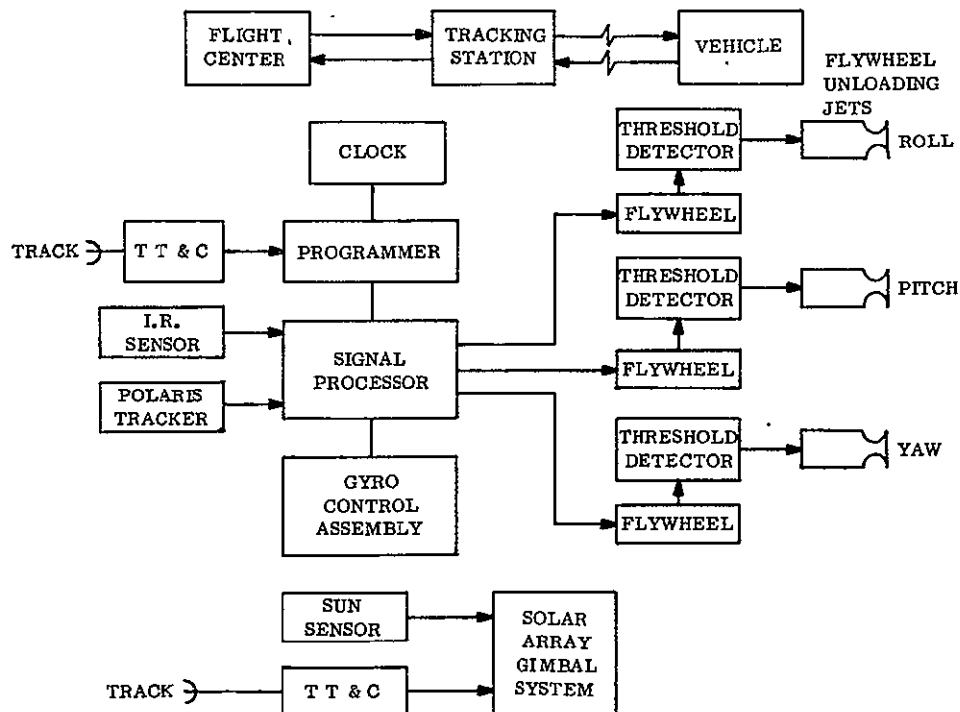 FLIGHT
CENTER
TRACKING
STATION
VEHICLE
FLYWHEEL
UNLOADING
JETS
THRESHOLD
DETECTOR
ROLL
CLOCK
FLYWHEEL
TRACK
T T & C
PROGRAMMER
THRESHOLD
DETECTOR
PITCH
I.R.
SENSOR
SIGNAL
PROCESSOR
FLYWHEEL
POLARIS
TRACKER
THRESHOLD
DETECTOR
YAW
GYRO
CONTROL
ASSEMBLY
FLYWHEEL
SUN
SENSOR
SOLAR
ARRAY
GIMBAL
SYSTEM
TRACK
T T & C